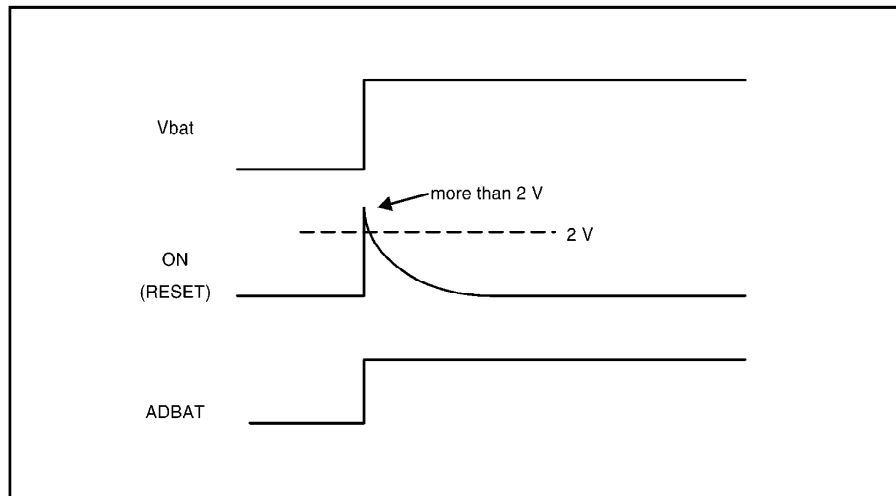 Vbat
more than 2 V
2 V
ON
(RESET)
ADBAT